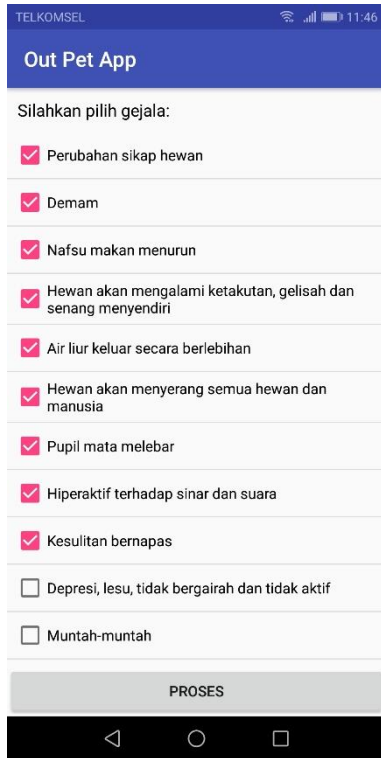 TELKOMSEL 11:46
Out Pet App
Silahkan pilih gejala:
Perubahan sikap hewan
Demam
Nafsu makan menurun
Hewan akan mengalami ketakutan, gelisah dan
senang menyendiri
Air liur keluar secara berlebihan
Hewan akan menyerang semua hewan dan
manusia
Pupil mata melebar
Hiperaktif terhadap sinar dan suara
Kesulitan bernapas
Depresi, lesu, tidak bergairah dan tidak aktif
Muntah-muntah
PROSES